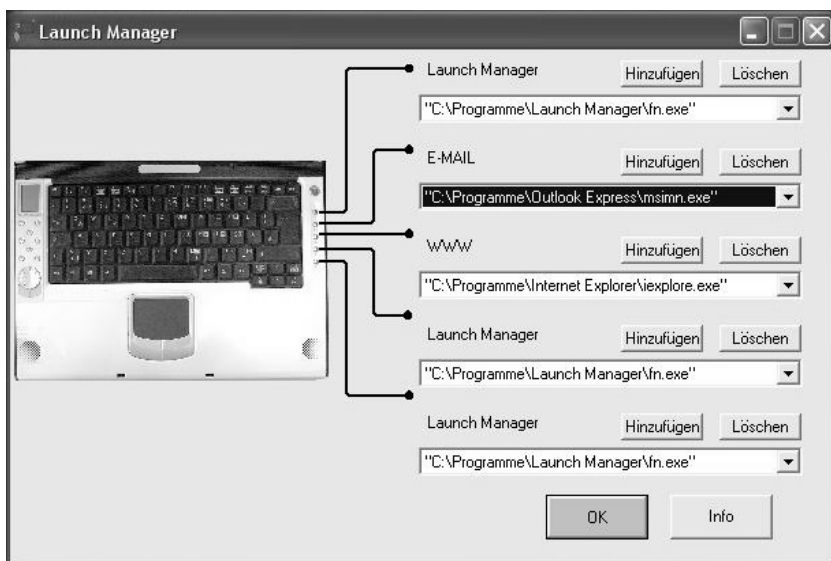 Launch Manager
Launch Manager Hinzufügen Löschen
"C:\Programme\Launch Manager\fn.exe"
E-MAIL Hinzufügen Löschen
"C:\Programme\Outlook Express\msimn.exe"
WWW Hinzufügen Löschen
"C:\Programme\Internet Explorer\iexplore.exe"
Launch Manager Hinzufügen Löschen
"C:\Programme\Launch Manager\fn.exe"
Launch Manager Hinzufügen Löschen
"C:\Programme\Launch Manager\fn.exe"
OK Info